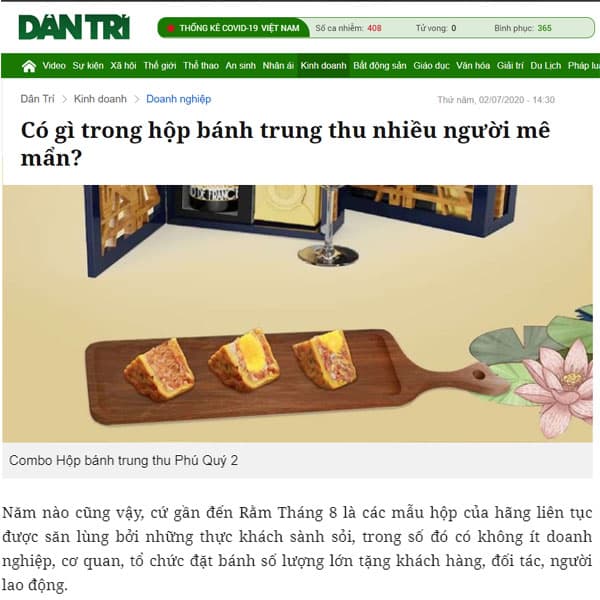 DÂN TRÍ
THỐNG KÊ COVID-19 VIỆT NAM Số ca nhiễm: 408 Tử vong: 0 Bình phục: 365
Video Sự kiện Xã hội Thế giới Thể thao An sinh Nhân ái Kinh doanh Bất động sản Giáo dục Văn hóa Giải trí Du Lịch Pháp lu
Dân Trí > Kinh doanh > Doanh nghiệp
Thứ năm, 02/07/2020 - 14:30
Có gì trong hộp bánh trung thu nhiều người mê
mẩn?
O DE FRANCE
Combo Hộp bánh trung thu Phú Quý 2
Năm nào cũng vậy, cứ gần đến Rằm Tháng 8 là các mẫu hộp của hãng liên tục
được săn lùng bởi những thực khách sành sỏi, trong số đó có không ít doanh
nghiệp, cơ quan, tổ chức đặt bánh số lượng lớn tặng khách hàng, đối tác, người
lao động.